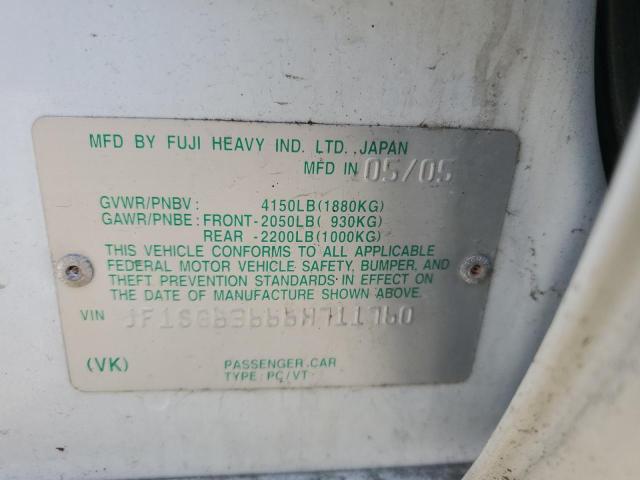 MFD BY FUJI HEAVY IND. LTD., JAPAN
MFD IN 05/05
GVWR/PNBV : 4150LB(1880KG)
GAWR/PNBE : FRONT-2050LB( 930KG)
REAR -2200LB(1000KG)
THIS VEHICLE CONFORMS TO ALL APPLICABLE
FEDERAL MOTOR VEHICLE SAFETY, BUMPER, AND
THEFT PREVENTION STANDARDS IN EFFECT ON
THE DATE OF MANUFACTURE SHOWN ABOVE.
VIN
(VK) PASSENGER CAR
TYPE: PC/VT